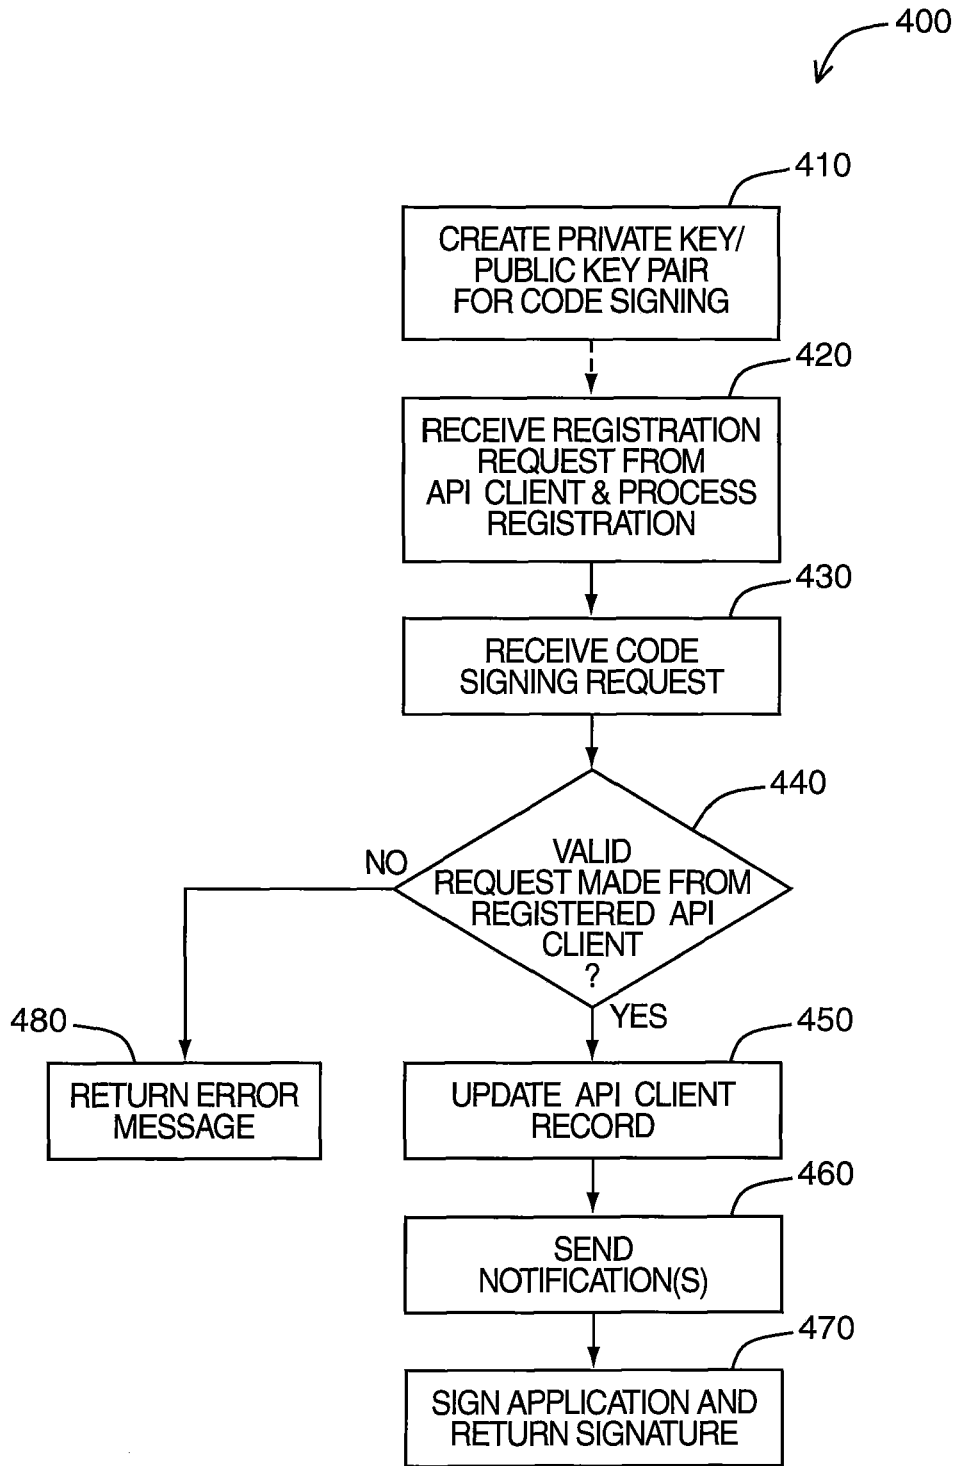 400
410
CREATE PRIVATE KEY/
PUBLIC KEY PAIR
FOR CODE SIGNING
420
RECEIVE REGISTRATION
REQUEST FROM
API CLIENT & PROCESS
REGISTRATION
430
RECEIVE CODE
SIGNING REQUEST
440
VALID
REQUEST MADE FROM
REGISTERED API
CLIENT
?
NO
YES
480
RETURN ERROR
MESSAGE
450
UPDATE API CLIENT
RECORD
460
SEND
NOTIFICATION(S)
470
SIGN APPLICATION AND
RETURN SIGNATURE